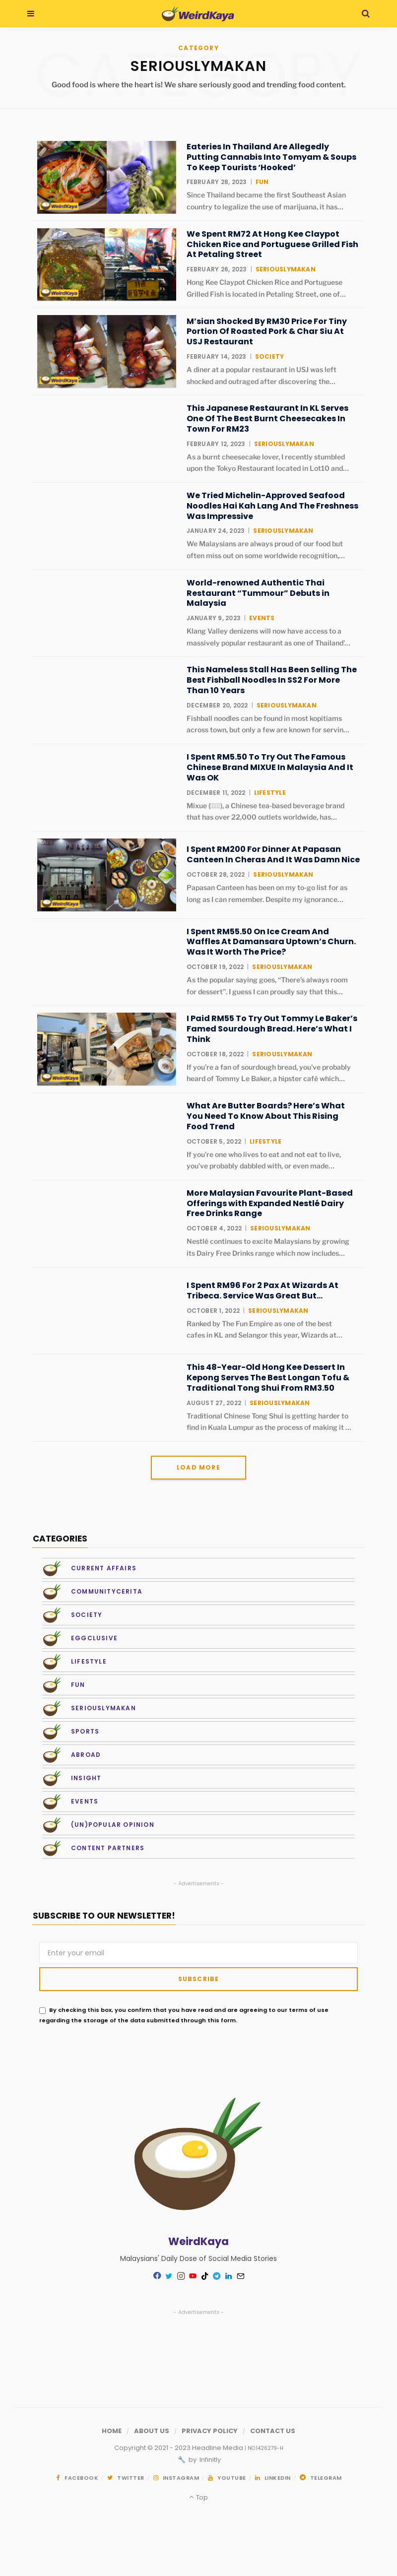 WeirdKaya
CATEGORY
SERIOUSLYMAKAN
Good food is where the heart is! We share seriously good and trending food content.
Eateries In Thailand Are Allegedly
Putting Cannabis Into Tomyam & Soups
To Keep Tourists ‘Hooked’
FEBRUARY 28, 2023 | FUN
Since Thailand became the first Southeast Asian
country to legalize the use of marijuana, it has…
WeirdKaya
We Spent RM72 At Hong Kee Claypot
Chicken Rice and Portuguese Grilled Fish
At Petaling Street
FEBRUARY 26, 2023 | SERIOUSLYMAKAN
Hong Kee Claypot Chicken Rice and Portuguese
Grilled Fish is located in Petaling Street, one of…
WeirdKaya
M’sian Shocked By RM30 Price For Tiny
Portion Of Roasted Pork & Char Siu At
USJ Restaurant
FEBRUARY 14, 2023 | SOCIETY
A diner at a popular restaurant in USJ was left
shocked and outraged after discovering the…
WeirdKaya
This Japanese Restaurant In KL Serves
One Of The Best Burnt Cheesecakes In
Town For RM23
FEBRUARY 12, 2023 | SERIOUSLYMAKAN
As a burnt cheesecake lover, I recently stumbled
upon the Tokyo Restaurant located in Lot10 and…
We Tried Michelin-Approved Seafood
Noodles Hai Kah Lang And The Freshness
Was Impressive
JANUARY 24, 2023 | SERIOUSLYMAKAN
We Malaysians are always proud of our food but
often miss out on some worldwide recognition,…
World-renowned Authentic Thai
Restaurant “Tummour” Debuts in
Malaysia
JANUARY 9, 2023 | EVENTS
Klang Valley denizens will now have access to a
massively popular restaurant as one of Thailand’…
This Nameless Stall Has Been Selling The
Best Fishball Noodles In SS2 For More
Than 10 Years
DECEMBER 20, 2022 | SERIOUSLYMAKAN
Fishball noodles can be found in most kopitiams
across town, but only a few are known for servin…
I Spent RM5.50 To Try Out The Famous
Chinese Brand MIXUE In Malaysia And It
Was OK
DECEMBER 11, 2022 | LIFESTYLE
Mixue (), a Chinese tea-based beverage brand
that has over 22,000 outlets worldwide, has…
I Spent RM200 For Dinner At Papasan
Canteen In Cheras And It Was Damn Nice
OCTOBER 28, 2022 | SERIOUSLYMAKAN
Papasan Canteen has been on my to-go list for as
long as I can remember. Despite my ignorance…
WeirdKaya
I Spent RM55.50 On Ice Cream And
Waffles At Damansara Uptown’s Churn.
Was It Worth The Price?
OCTOBER 19, 2022 | SERIOUSLYMAKAN
As the popular saying goes, “There’s always room
for dessert”. I guess I can proudly say that this…
I Paid RM55 To Try Out Tommy Le Baker’s
Famed Sourdough Bread. Here’s What I
Think
OCTOBER 18, 2022 | SERIOUSLYMAKAN
If you’re a fan of sourdough bread, you’ve probably
heard of Tommy Le Baker, a hipster café which…
WeirdKaya
What Are Butter Boards? Here’s What
You Need To Know About This Rising
Food Trend
OCTOBER 5, 2022 | LIFESTYLE
If you’re one who lives to eat and not eat to live,
you’ve probably dabbled with, or even made…
More Malaysian Favourite Plant-Based
Offerings with Expanded Nestlé Dairy
Free Drinks Range
OCTOBER 4, 2022 | SERIOUSLYMAKAN
Nestlé continues to excite Malaysians by growing
its Dairy Free Drinks range which now includes…
I Spent RM96 For 2 Pax At Wizards At
Tribeca. Service Was Great But…
OCTOBER 1, 2022 | SERIOUSLYMAKAN
Ranked by The Fun Empire as one of the best
cafes in KL and Selangor this year, Wizards at…
This 48-Year-Old Hong Kee Dessert In
Kepong Serves The Best Longan Tofu &
Traditional Tong Shui From RM3.50
AUGUST 27, 2022 | SERIOUSLYMAKAN
Traditional Chinese Tong Shui is getting harder to
find in Kuala Lumpur as the process of making it …
LOAD MORE
CATEGORIES
CURRENT AFFAIRS
COMMUNITYCERITA
SOCIETY
EGGCLUSIVE
LIFESTYLE
FUN
SERIOUSLYMAKAN
SPORTS
ABROAD
INSIGHT
EVENTS
(UN)POPULAR OPINION
CONTENT PARTNERS
- Advertisements -
SUBSCRIBE TO OUR NEWSLETTER!
Enter your email
SUBSCRIBE
By checking this box, you confirm that you have read and are agreeing to our terms of use
regarding the storage of the data submitted through this form.
WeirdKaya
Malaysians' Daily Dose of Social Media Stories
- Advertisements -
HOME / ABOUT US / PRIVACY POLICY / CONTACT US
Copyright © 2021 - 2023 Headline Media | NO.1426279-H
by Infinitly
FACEBOOK / TWITTER / INSTAGRAM / YOUTUBE / LINKEDIN / TELEGRAM
Top